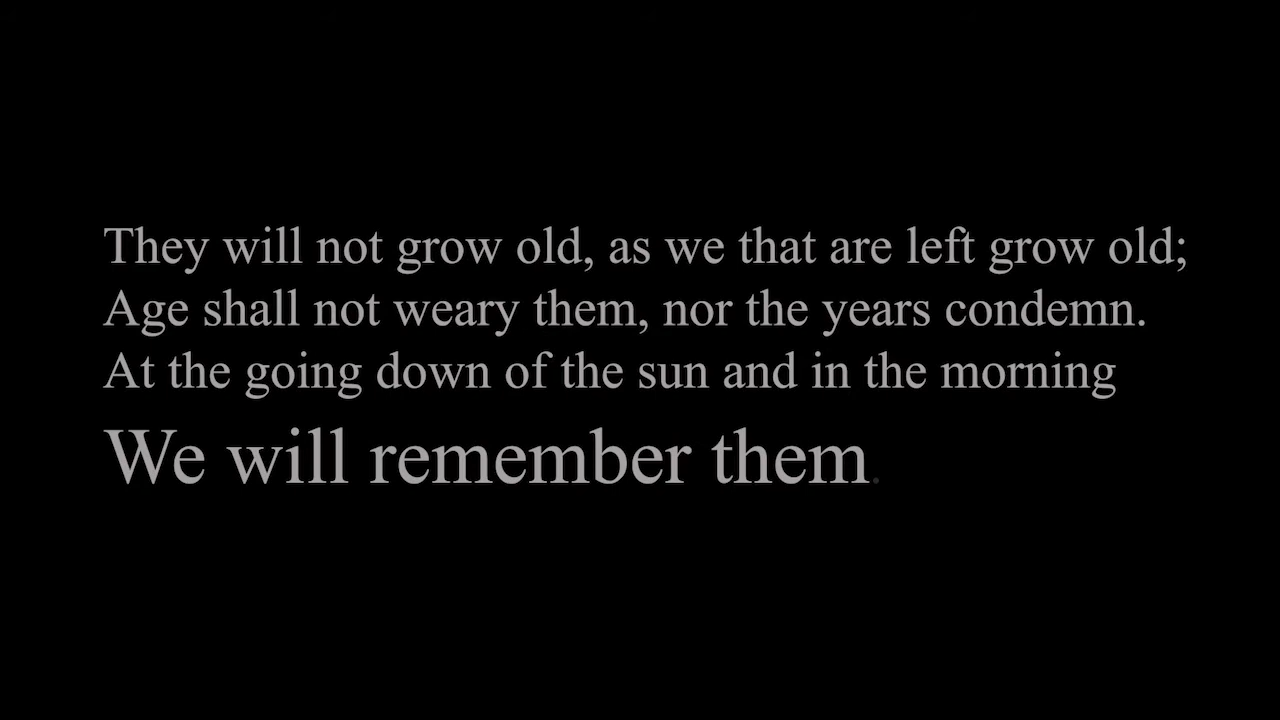 They will not grow old, as we that are left grow old;
Age shall not weary them, nor the years condemn.
At the going down of the sun and in the morning
We will remember them.